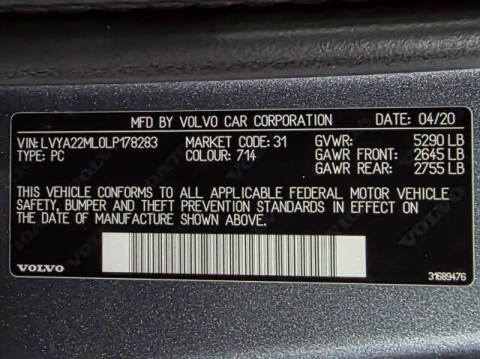 MFD BY VOLVO CAR CORPORATION DATE: 04/20
VIN: LVYA22ML0LP178283 MARKET CODE: 31 GVWR: 5290 LB
TYPE: PC COLOUR: 714 GAWR FRONT: 2645 LB
GAWR REAR: 2755 LB
THIS VEHICLE CONFORMS TO ALL APPLICABLE FEDERAL MOTOR VEHICLE
SAFETY, BUMPER AND THEFT PREVENTION STANDARDS IN EFFECT ON
THE DATE OF MANUFACTURE SHOWN ABOVE.
VOLVO 31689476